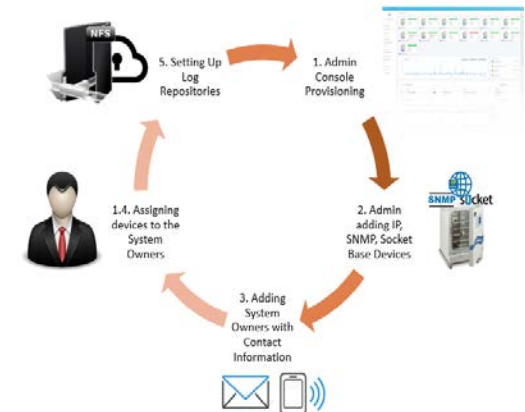 NFS
5. Setting Up
Log
Repositories
1. Admin
Console
Provisioning
SNMP socket
2. Admin
adding IP,
SNMP, Socket
Base Devices
3. Adding
System
Owners with
Contact
Information
1.4. Assigning
devices to the
System
Owners